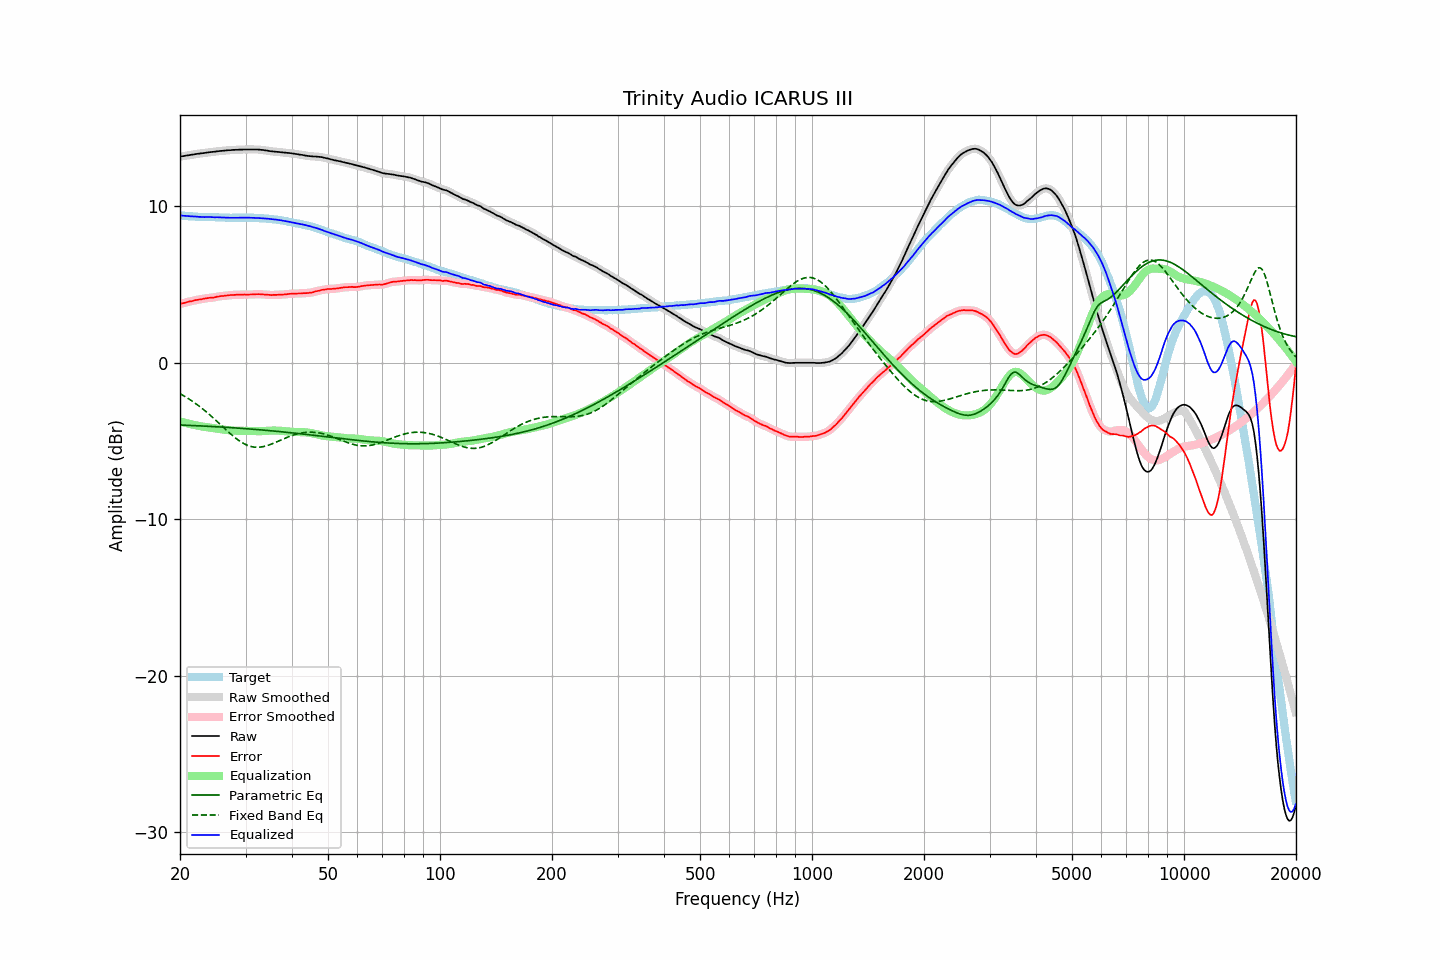 Trinity Audio ICARUS III
Amplitude (dBr)
10
0
−10
−20
−30
Target
Raw Smoothed
Error Smoothed
Raw
Error
Equalization
Parametric Eq
Fixed Band Eq
Equalized
20 50 100 200 500 1000 2000 5000 10000 20000
Frequency (Hz)